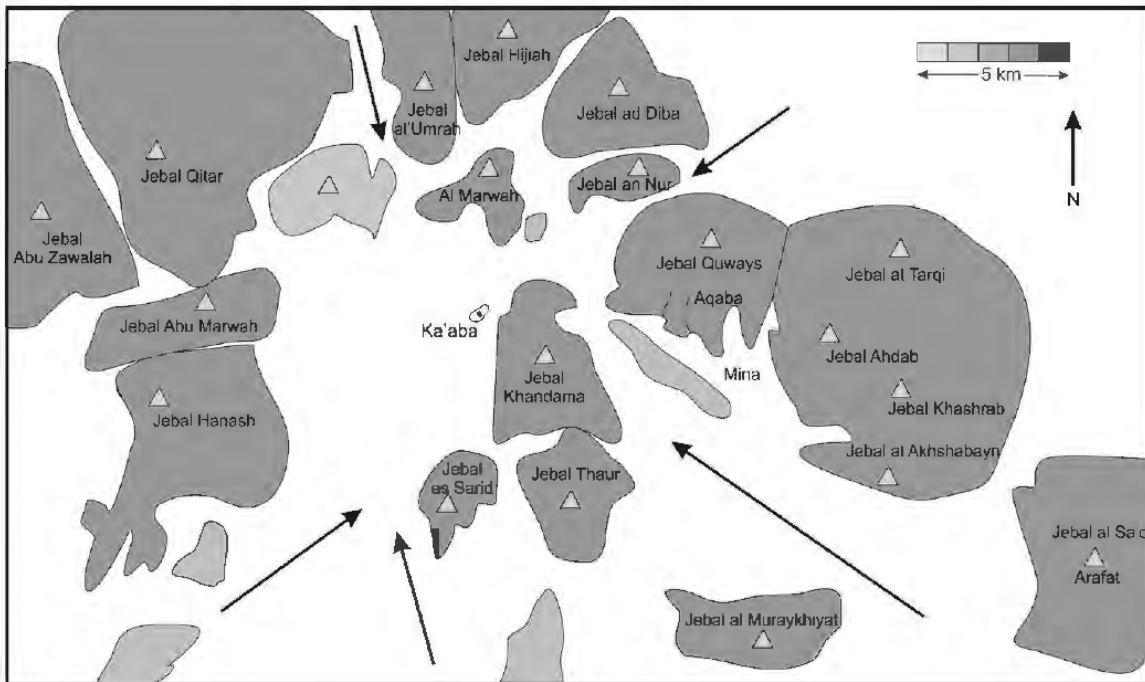 Jebal Hijiah
5 km
Jebal
al'Umrah
Jebal ad Diba
Jebal Qitar
Al Marwah
Jebal an Nur
N
Jebal
Abu Zawalah
Jebal Quways
Jebal at Tarqi
Aqaba
Jebal Abu Marwah
Ka'aba
Jebal Ahdab
Mina
Jebal
Khandama
Jebal Khashrab
Jebal Hanash
Jebal al Akhshabayn
Jebal
es Sarid
Jebal Thaur
Jebal al
Arafat
Jebal al Muraykhiyat